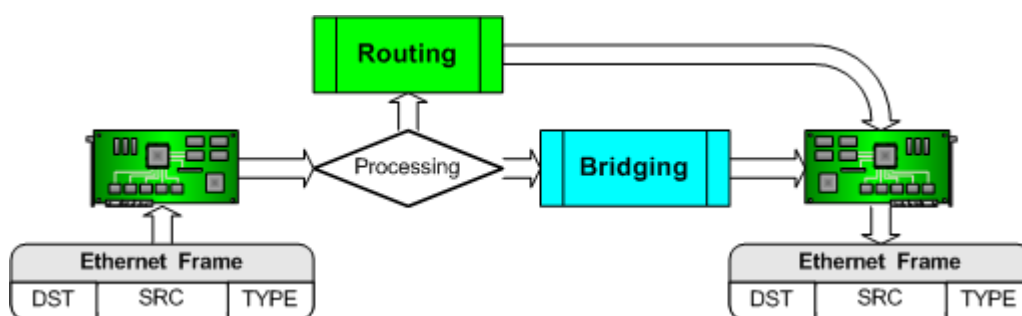 Routing
Processing
Bridging
Ethernet Frame
DST SRC TYPE
Ethernet Frame
DST SRC TYPE